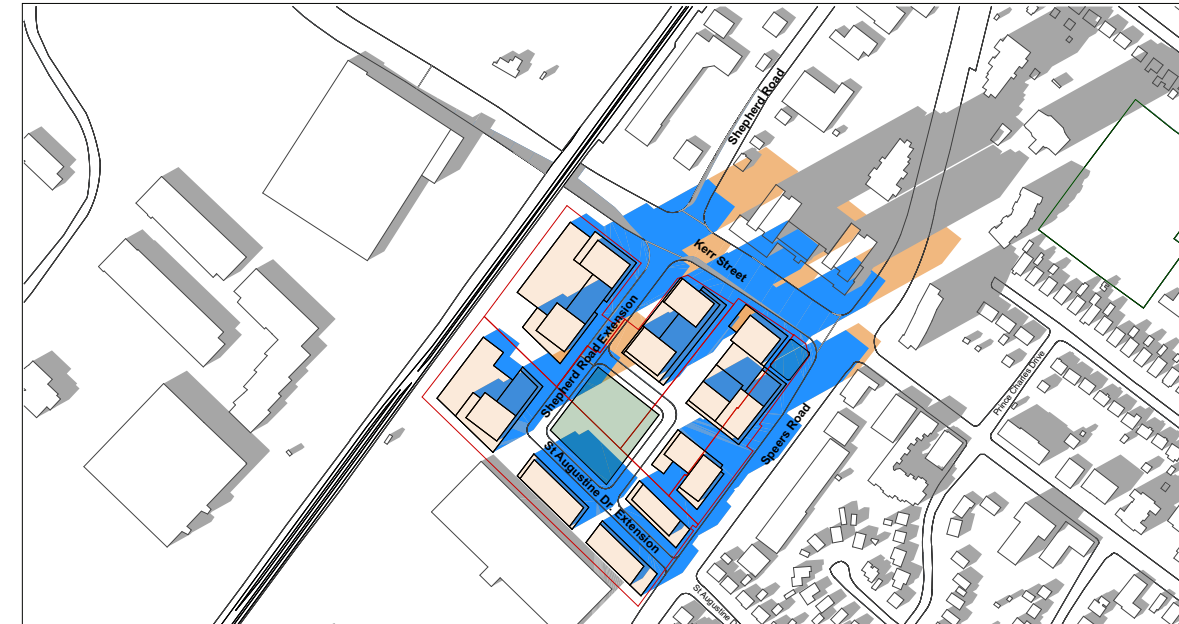 Shepherd Road
Kerr Street
Shepherd Road Extension
Prince Charles Drive
Speers Road
St Augustine Dr. Extension
St Augustine